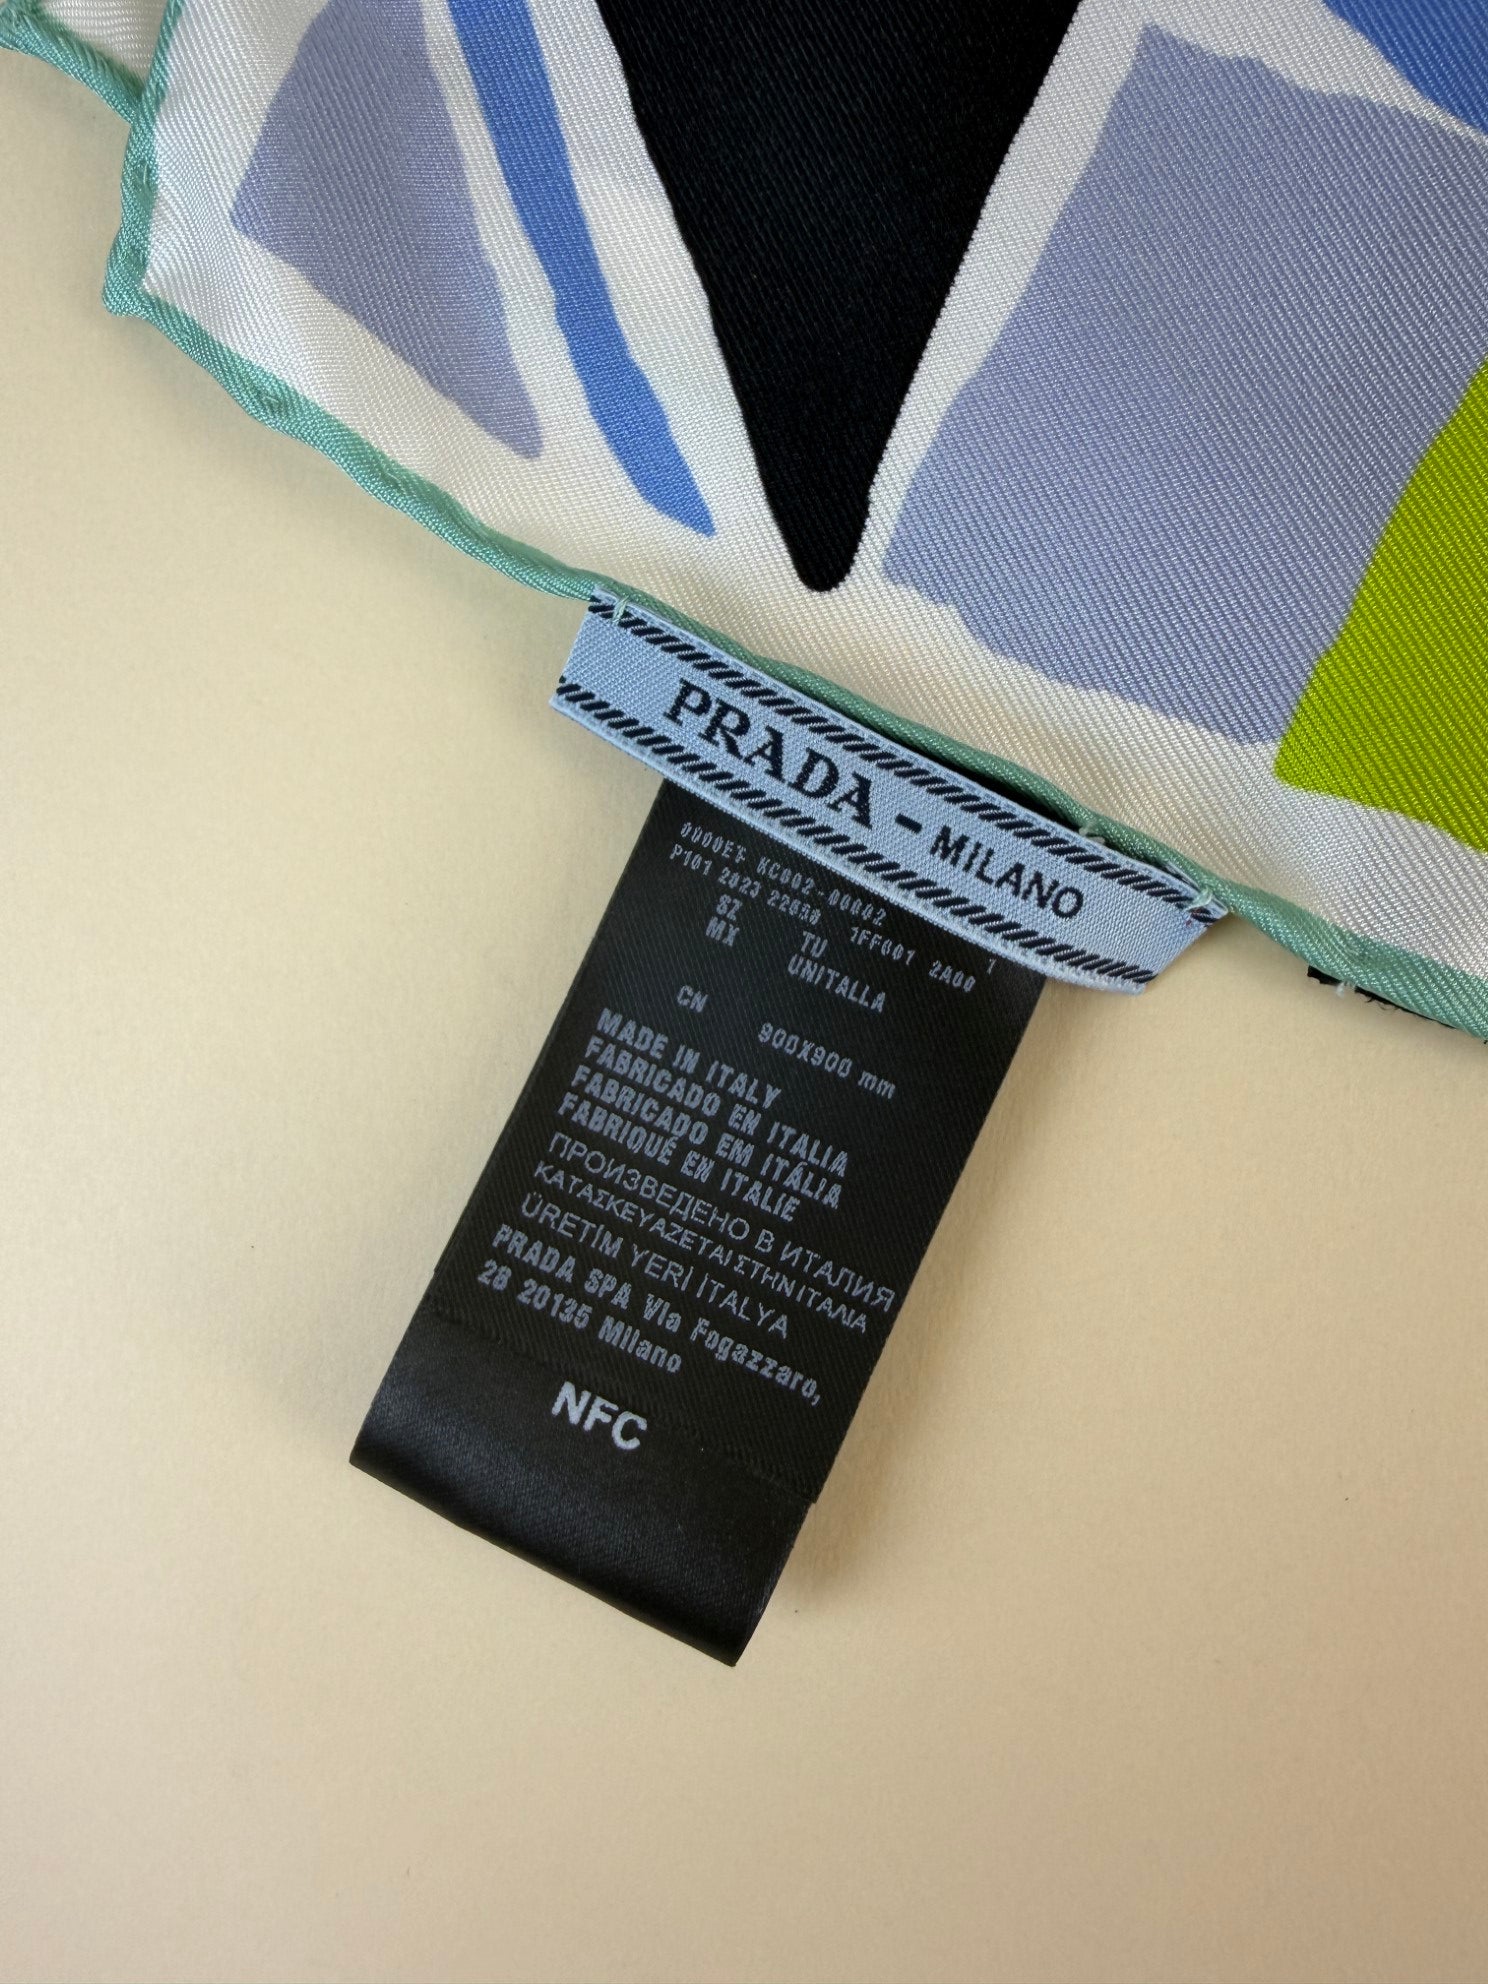 PRADA - MILANO
KC002-00002
P101 2023 1FF001 2A00 1
SZ TU
MX UNITALLA
CN 900X900 mm
MADE IN ITALY
FABRICADO EN ITALIA
FABRICADO EM ITÁLIA
FABRIQUÉ EN ITALIE
ПРОИЗВЕДЕНО В ИТАЛИЯ
ΚΑΤΑΣΚΕΥΑΖΕΤΑΙ ΣΤΗΝ ΙΤΑΛΙΑ
ÜRETİM YERİ İTALYA
PRADA SPA Via Fogazzaro,
28 20135 Milano
NFC